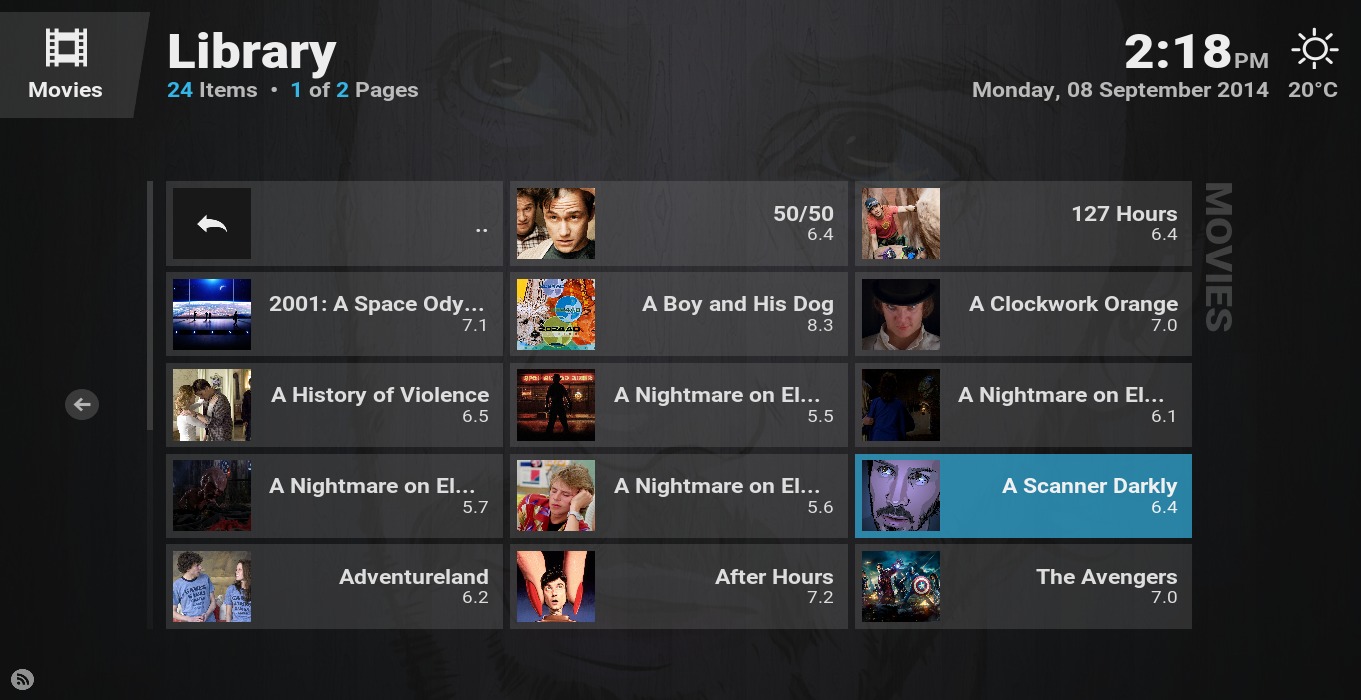 Movies
Library
24 Items • 1 of 2 Pages
2:18PM
Monday, 08 September 2014 20°C
MOVIES
..
50/50
6.4
127 Hours
6.4
2001: A Space Ody...
7.1
A Boy and His Dog
8.3
A Clockwork Orange
7.0
A History of Violence
6.5
A Nightmare on El...
5.5
A Nightmare on El...
6.1
A Nightmare on El...
5.7
A Nightmare on El...
5.6
A Scanner Darkly
6.4
Adventureland
6.2
After Hours
7.2
The Avengers
7.0